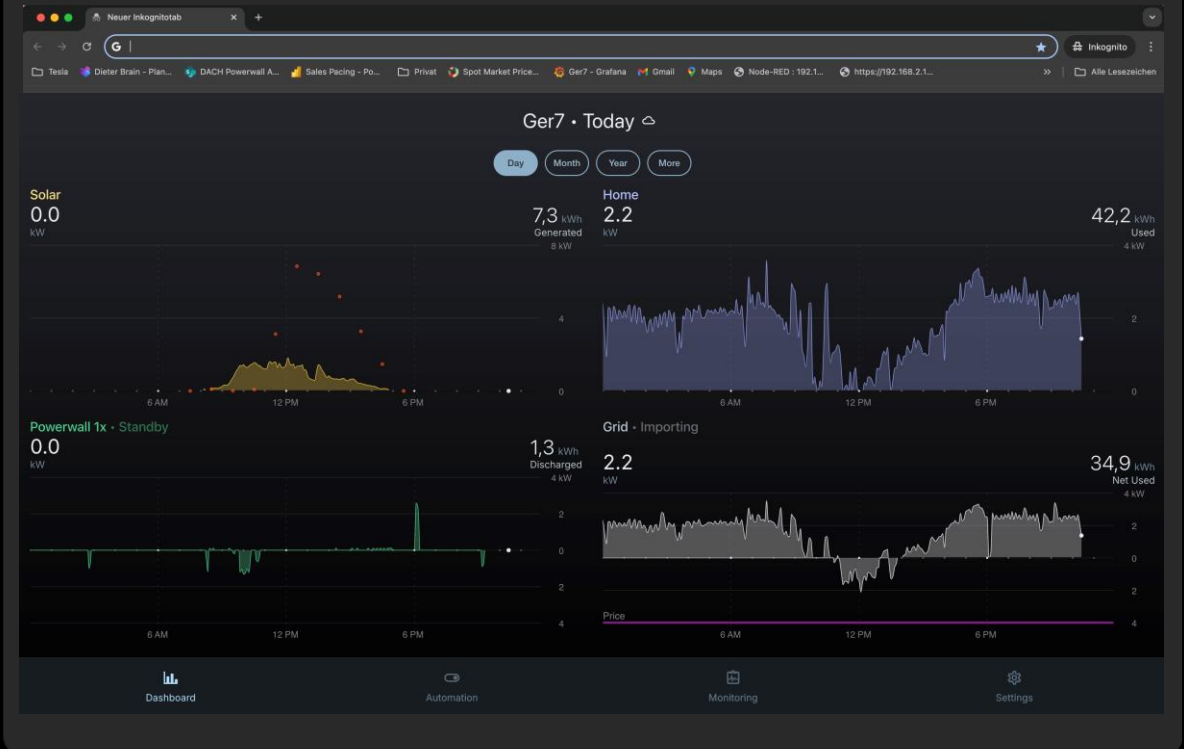 Neuer Inkognitotab
Inkognito
Tesla
Dieter Brain - Plan...
DACH Powerwall A...
Sales Pacing - Po...
Privat
Spot Market Price...
Ger7 - Grafana
Gmail
Maps
Node-RED : 192.1...
https://192.168.2.1...
Alle Lesezeichen
Ger7 • Today
Day
Month
Year
More
Solar
0.0
kW
7,3 kWh
Generated
8 kW
4
0
6 AM
12 PM
6 PM
Home
2.2
kW
42,2 kWh
Used
4 kW
2
0
6 AM
12 PM
6 PM
Powerwall 1x • Standby
0.0
kW
1,3 kWh
Discharged
4 kW
2
0
2
4
6 AM
12 PM
6 PM
Grid • Importing
2.2
kW
34,9 kWh
Net Used
4 kW
2
0
2
4
Price
6 AM
12 PM
6 PM
Dashboard
Automation
Monitoring
Settings